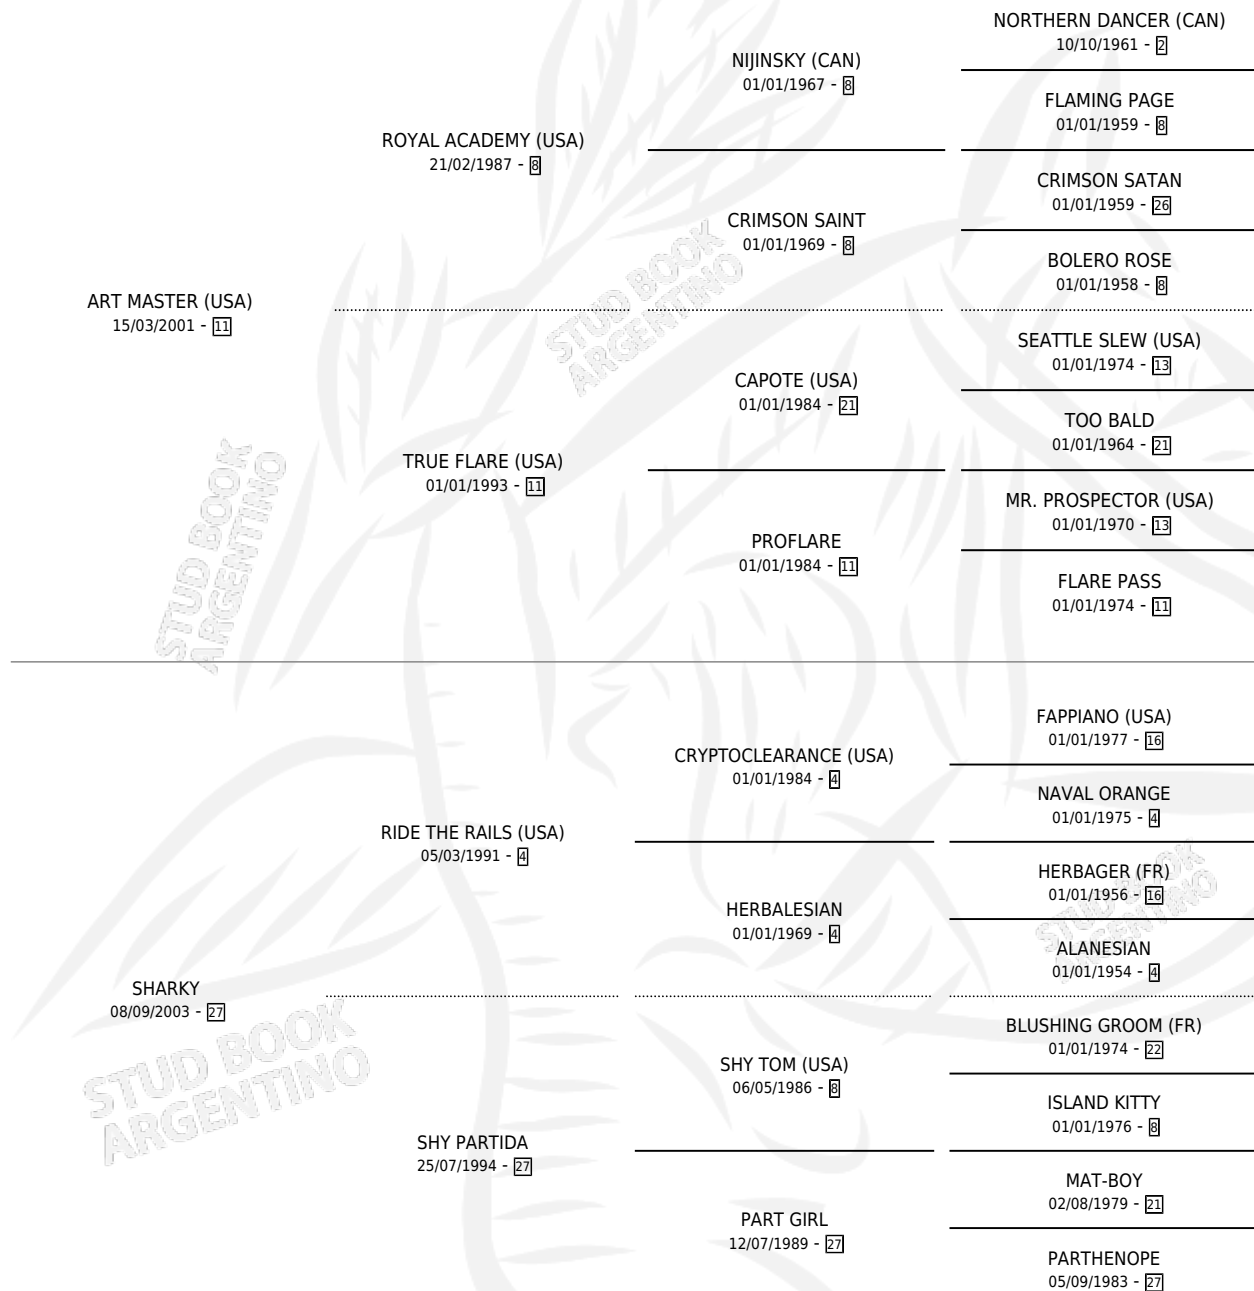 NORTHERN DANCER (CAN)
10/10/1961 - 2
NIJINSKY (CAN)
01/01/1967 - 8
FLAMING PAGE
01/01/1959 - 8
ROYAL ACADEMY (USA)
21/02/1987 - 8
CRIMSON SATAN
01/01/1959 - 26
CRIMSON SAINT
01/01/1969 - 8
BOLERO ROSE
01/01/1958 - 8
ART MASTER (USA)
15/03/2001 - 11
SEATTLE SLEW (USA)
01/01/1974 - 13
CAPOTE (USA)
01/01/1984 - 21
TOO BALD
01/01/1964 - 21
TRUE FLARE (USA)
01/01/1993 - 11
MR. PROSPECTOR (USA)
01/01/1970 - 13
PROFLARE
01/01/1984 - 11
FLARE PASS
01/01/1974 - 11
FAPPIANO (USA)
01/01/1977 - 16
CRYPTOCLEARANCE (USA)
01/01/1984 - 4
NAVAL ORANGE
01/01/1975 - 4
RIDE THE RAILS (USA)
05/03/1991 - 4
HERBAGER (FR)
01/01/1956 - 16
HERBALESIAN
01/01/1969 - 4
ALANESIAN
01/01/1954 - 4
SHARKY
08/09/2003 - 27
BLUSHING GROOM (FR)
01/01/1974 - 22
SHY TOM (USA)
06/05/1986 - 8
ISLAND KITTY
01/01/1976 - 8
SHY PARTIDA
25/07/1994 - 27
MAT-BOY
02/08/1979 - 21
PART GIRL
12/07/1989 - 27
PARTHENOPE
05/09/1983 - 27
STUD BOOK
ARGENTINO
STUD BOOK
ARGENTINO
STUD BOOK
ARGENTINO
STUD BOOK
ARGENTINO